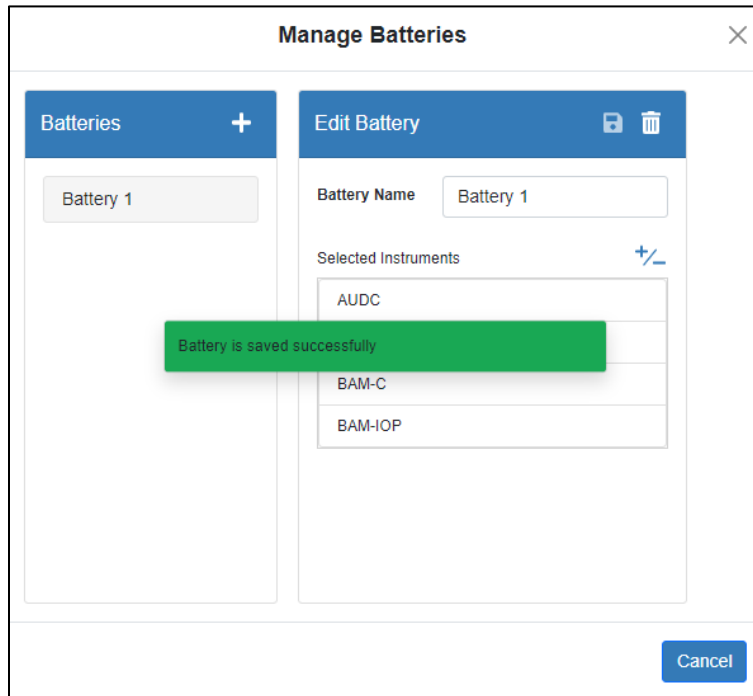 Manage Batteries
Batteries
Edit Battery
Battery 1
Battery Name
Battery 1
Selected Instruments
AUDC
Battery is saved successfully
BAM-C
BAM-IOP
Cancel